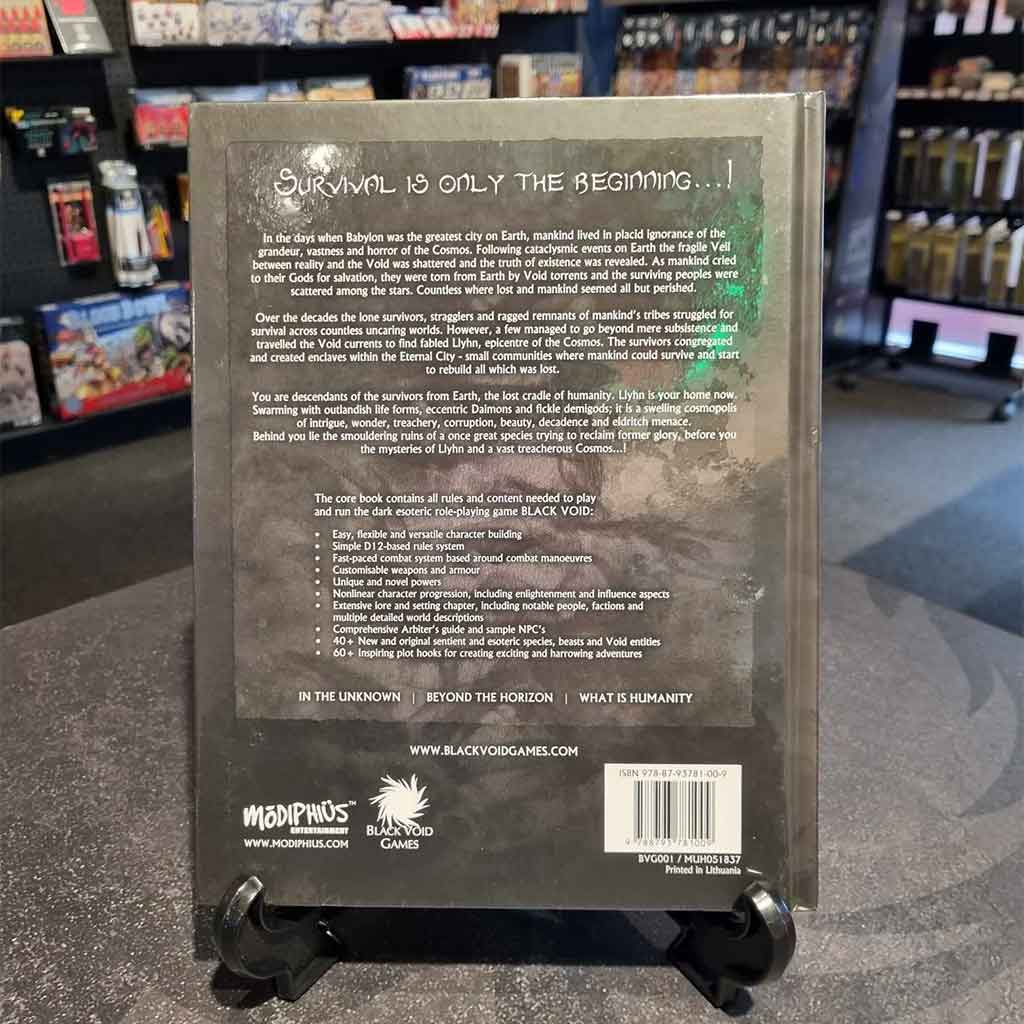 Survival is only the beginning...!
In the days when Babylon was the greatest city on Earth, mankind lived in placid ignorance of the
grandeur, vastness and horror of the Cosmos. Following cataclysmic events on Earth the fragile Veil
between reality and the Void was shattered and the truth of existence was revealed. As mankind cried
to their Gods for salvation, they were torn from Earth by Void torrents and the surviving peoples were
scattered among the stars. Countless where lost and mankind seemed all but perished.
Over the decades the lone survivors, stragglers and ragged remnants of mankind's tribes struggled for
survival across countless uncaring worlds. However, a few managed to go beyond mere subsistence and
travelled the Void currents to find fabled Llyhn, epicentre of the Cosmos. The survivors congregated
and created enclaves within the Eternal City - small communities where mankind could survive and start
to rebuild all which was lost.
You are descendants of the survivors from Earth, the lost cradle of humanity. Llyhn is your home now.
Swarming with outlandish life forms, eccentric Daimons and fickle demigods; it is a swelling cosmopolis
of intrigue, wonder, treachery, corruption, beauty, decadence and eldritch menace.
Behind you lie the smouldering ruins of a once great species trying to reclaim former glory, before you
the mysteries of Llyhn and a vast treacherous Cosmos...!
The core book contains all rules and content needed to play
and run the dark esoteric role-playing game BLACK VOID:
• Easy, flexible and versatile character building
• Simple D12-based rules system
• Fast-paced combat system based around combat manoeuvres
• Customisable weapons and armour
• Unique and novel powers
• Nonlinear character progression, including enlightenment and influence aspects
• Extensive lore and setting chapter, including notable people, factions and
multiple detailed world descriptions
• Comprehensive Arbiter's guide and sample NPC's
• 40+ New and original sentient and esoteric species, beasts and Void entities
• 60+ Inspiring plot hooks for creating exciting and harrowing adventures
IN THE UNKNOWN | BEYOND THE HORIZON | WHAT IS HUMANITY
WWW.BLACKVOIDGAMES.COM
MŌDIPHIÜS™
ENTERTAINMENT
WWW.MODIPHIUS.COM
BLACK VOID
GAMES
ISBN 978-87-93781-00-9
9 788793 781009
BVG001 / MUH051837
Printed in Lithuania